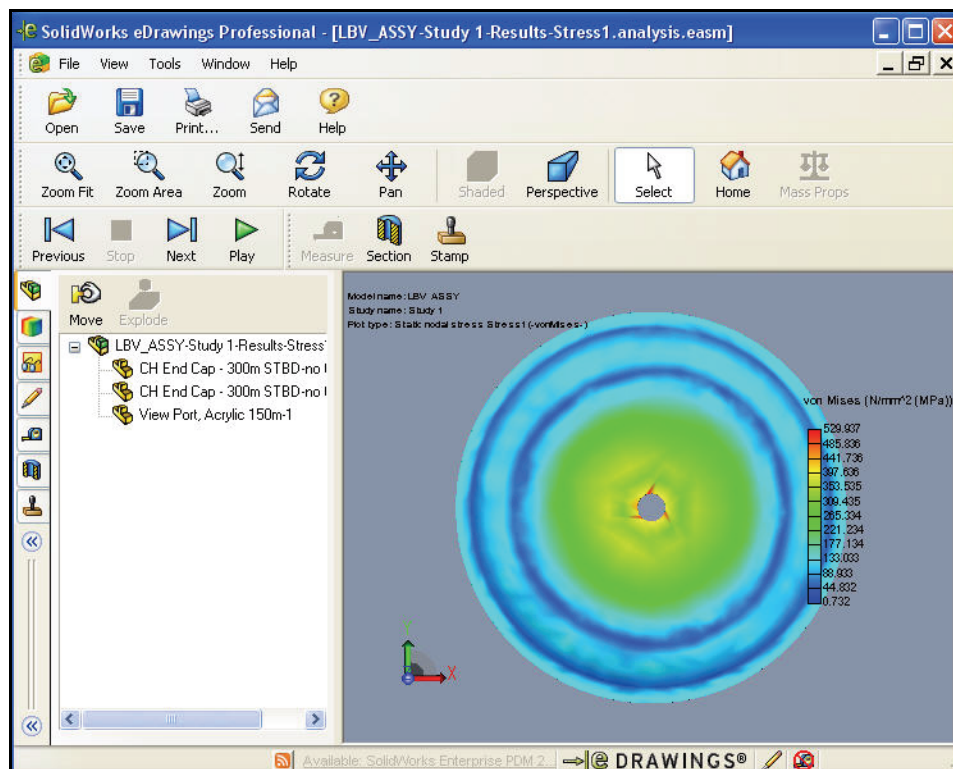 SolidWorks eDrawings Professional - [LBV_ASSY-Study 1-Results-Stress1.analysis.easm]
File View Tools Window Help
Open Save Print... Send Help
Zoom Fit Zoom Area Zoom Rotate Pan Shaded Perspective Select Home Mass Props
Previous Stop Next Play Measure Section Stamp
Move Explode
LBV_ASSY-Study 1-Results-Stress
CH End Cap - 300m STBD-no
CH End Cap - 300m STBD-no
View Port, Acrylic 150m-1
Model name: LBV ASSY
Study name: Study 1
Plot type: Static nodal stress Stress1 (-vonMises-)
von Mises (N/mm^2 (MPa))
529.937
485.836
441.736
397.636
353.535
309.435
265.334
221.234
177.134
133.033
88.933
44.832
0.732
Y
X
Available: SolidWorks Enterprise PDM 2...
e DRAWINGS®